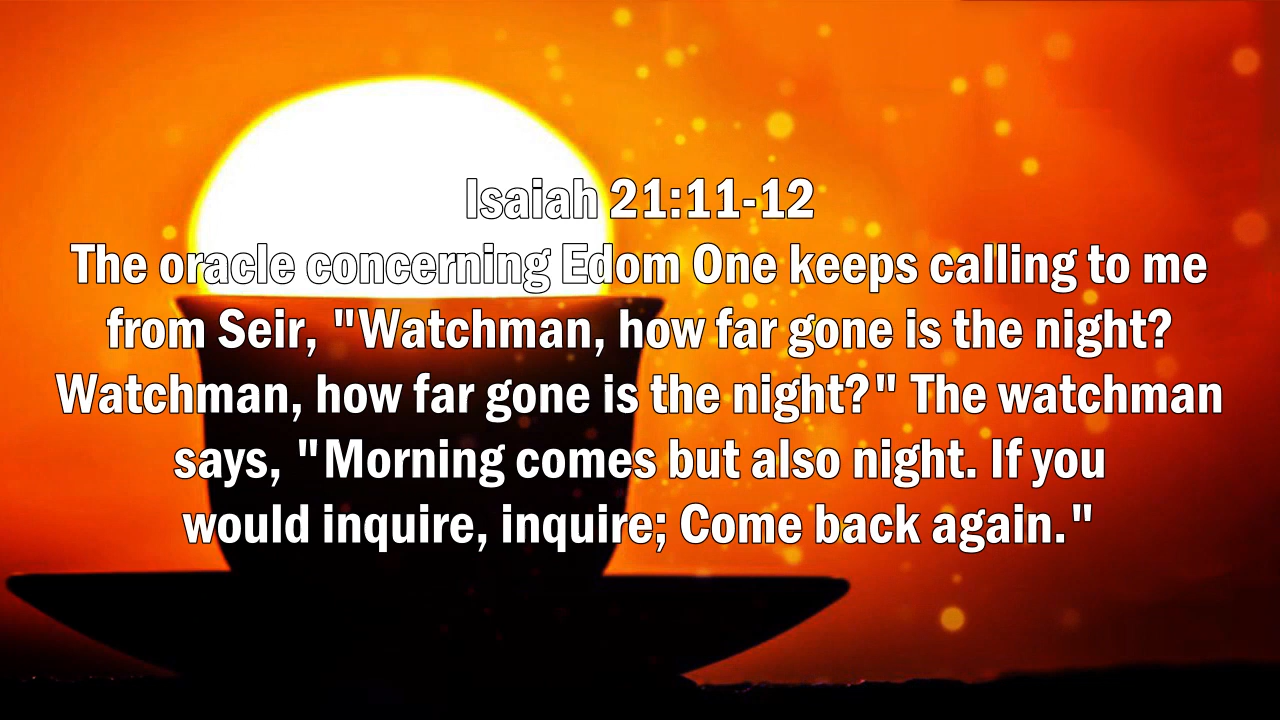 Isaiah 21:11-12
The oracle concerning Edom One keeps calling to me
from Seir, "Watchman, how far gone is the night?
Watchman, how far gone is the night?" The watchman
says, "Morning comes but also night. If you
would inquire, inquire; Come back again."